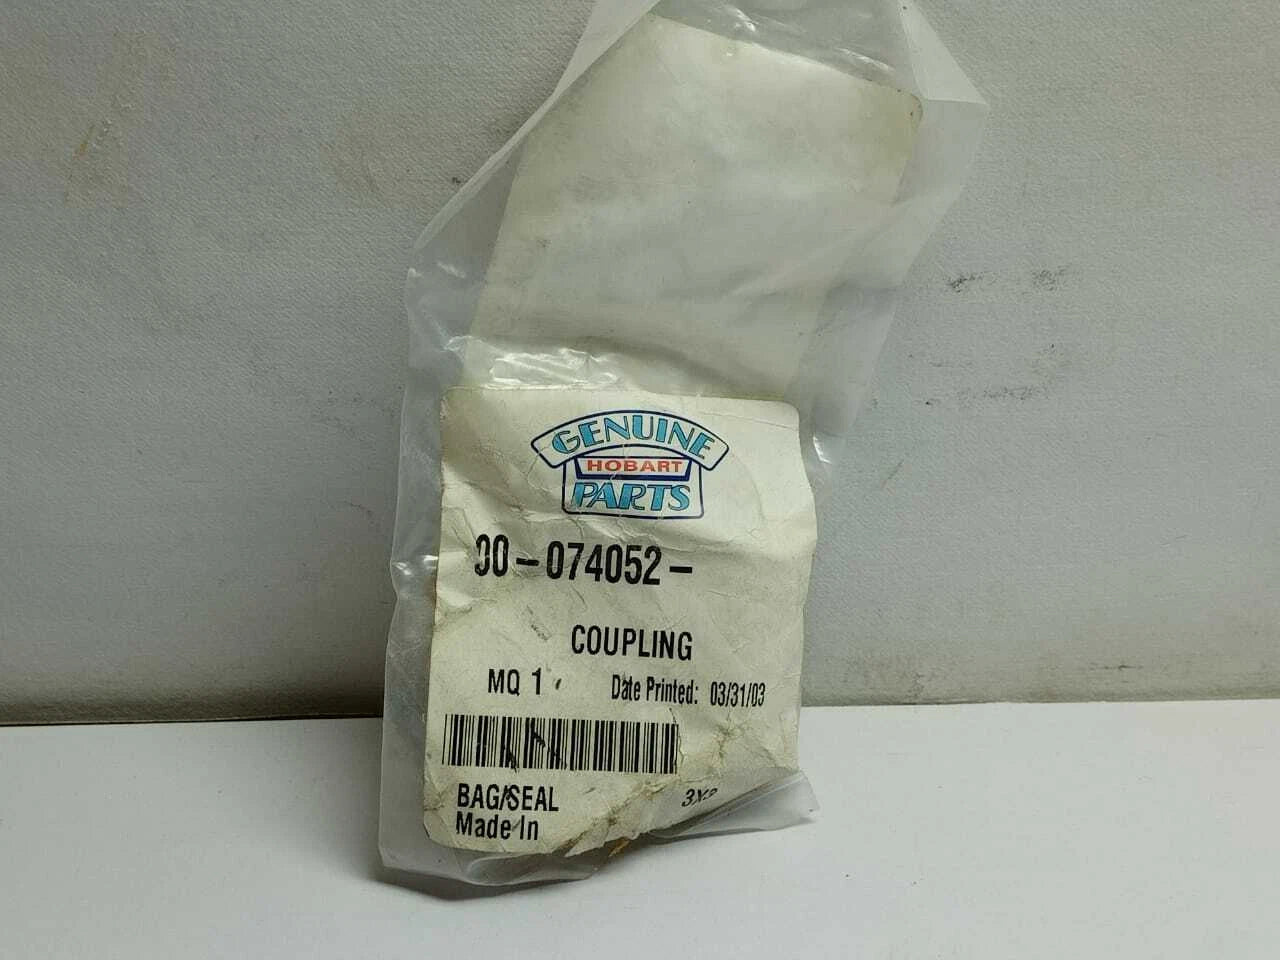 GENUINE
HOBART
PARTS
00-074052-
COUPLING
MQ 1 Date Printed: 03/31/03
BAG/SEAL
Made In